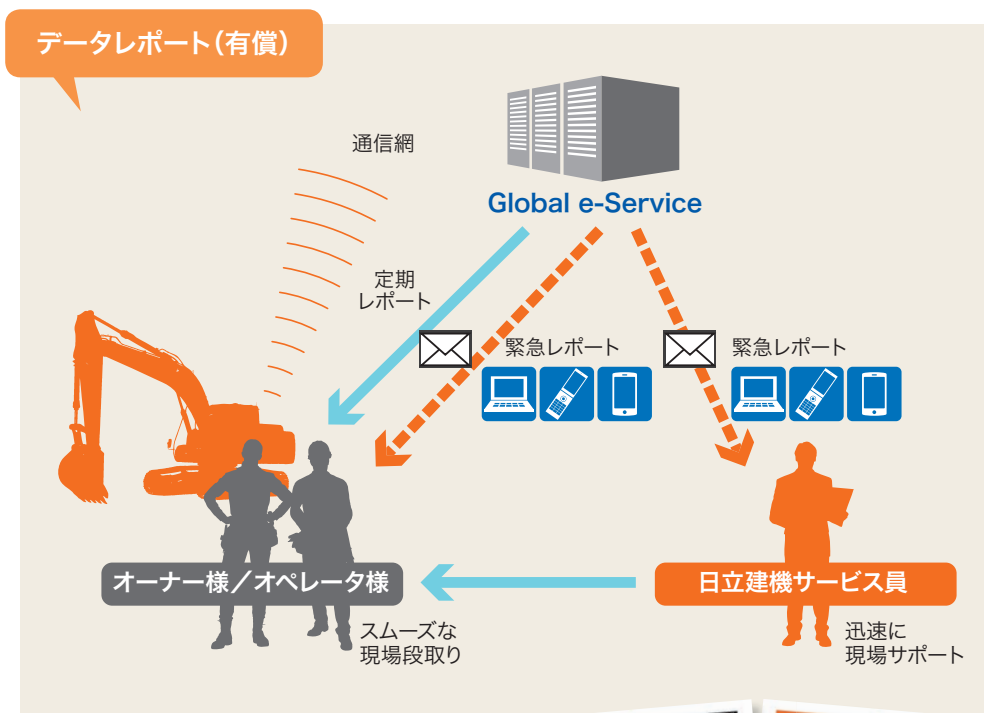 データレポート（有償）
通信網
Global e-Service
定期
レポート
緊急レポート
緊急レポート
オーナー様／オペレータ様
日立建機サービス員
スムーズな
現場段取り
迅速に
現場サポート